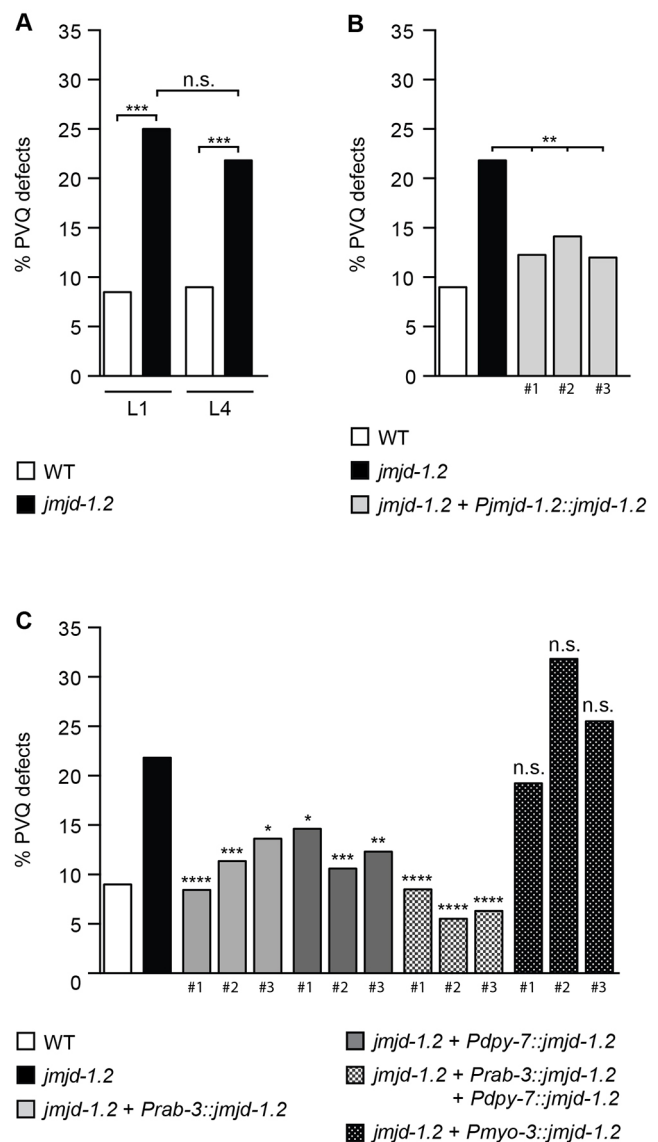 A
35
30
25
20
15
10
5
0
% PVQ defects
***
n.s.
***
L1
L4
WT
jmjd-1.2
B
35
30
25
20
15
10
5
0
% PVQ defects
**
#1 #2 #3
WT
jmjd-1.2
jmjd-1.2 + Pjmjd-1.2::jmjd-1.2
C
35
30
25
20
15
10
5
0
% PVQ defects
**** *** * * *** ** **** **** **** n.s. n.s. n.s.
#1 #2 #3 #1 #2 #3 #1 #2 #3 #1 #2 #3
WT
jmjd-1.2
jmjd-1.2 + Prab-3::jmjd-1.2
jmjd-1.2 + Pdpy-7::jmjd-1.2
jmjd-1.2 + Prab-3::jmjd-1.2
+ Pdpy-7::jmjd-1.2
jmjd-1.2 + Pmyo-3::jmjd-1.2